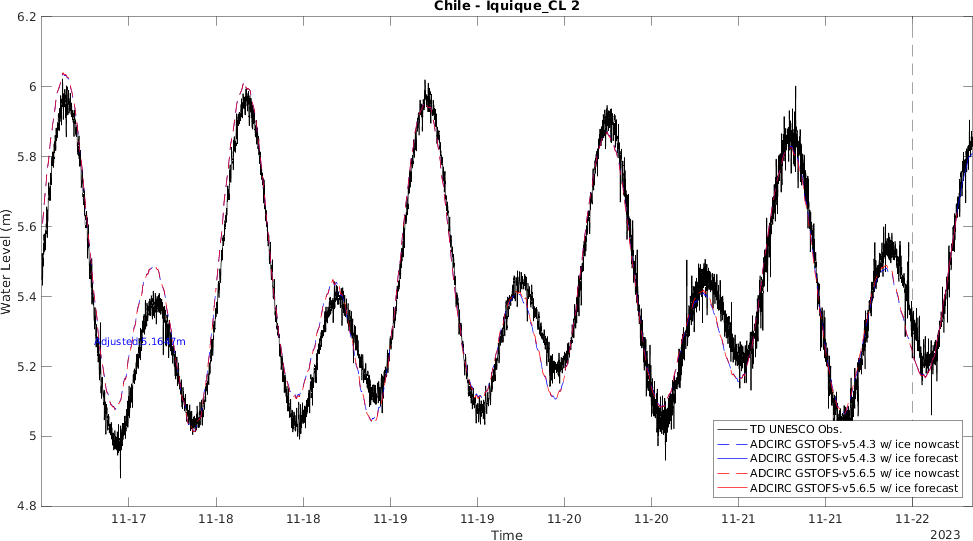 Chile - Iquique_CL 2
Water Level (m)
6.2
6
5.8
5.6
5.4
5.2
5
4.8
TD UNESCO Obs.
ADCIRC GSTOFS-v5.4.3 w/ ice nowcast
ADCIRC GSTOFS-v5.4.3 w/ ice forecast
ADCIRC GSTOFS-v5.6.5 w/ ice nowcast
ADCIRC GSTOFS-v5.6.5 w/ ice forecast
11-17 11-18 11-18 11-19 11-19 11-20 11-20 11-21 11-21 11-22
Time
2023